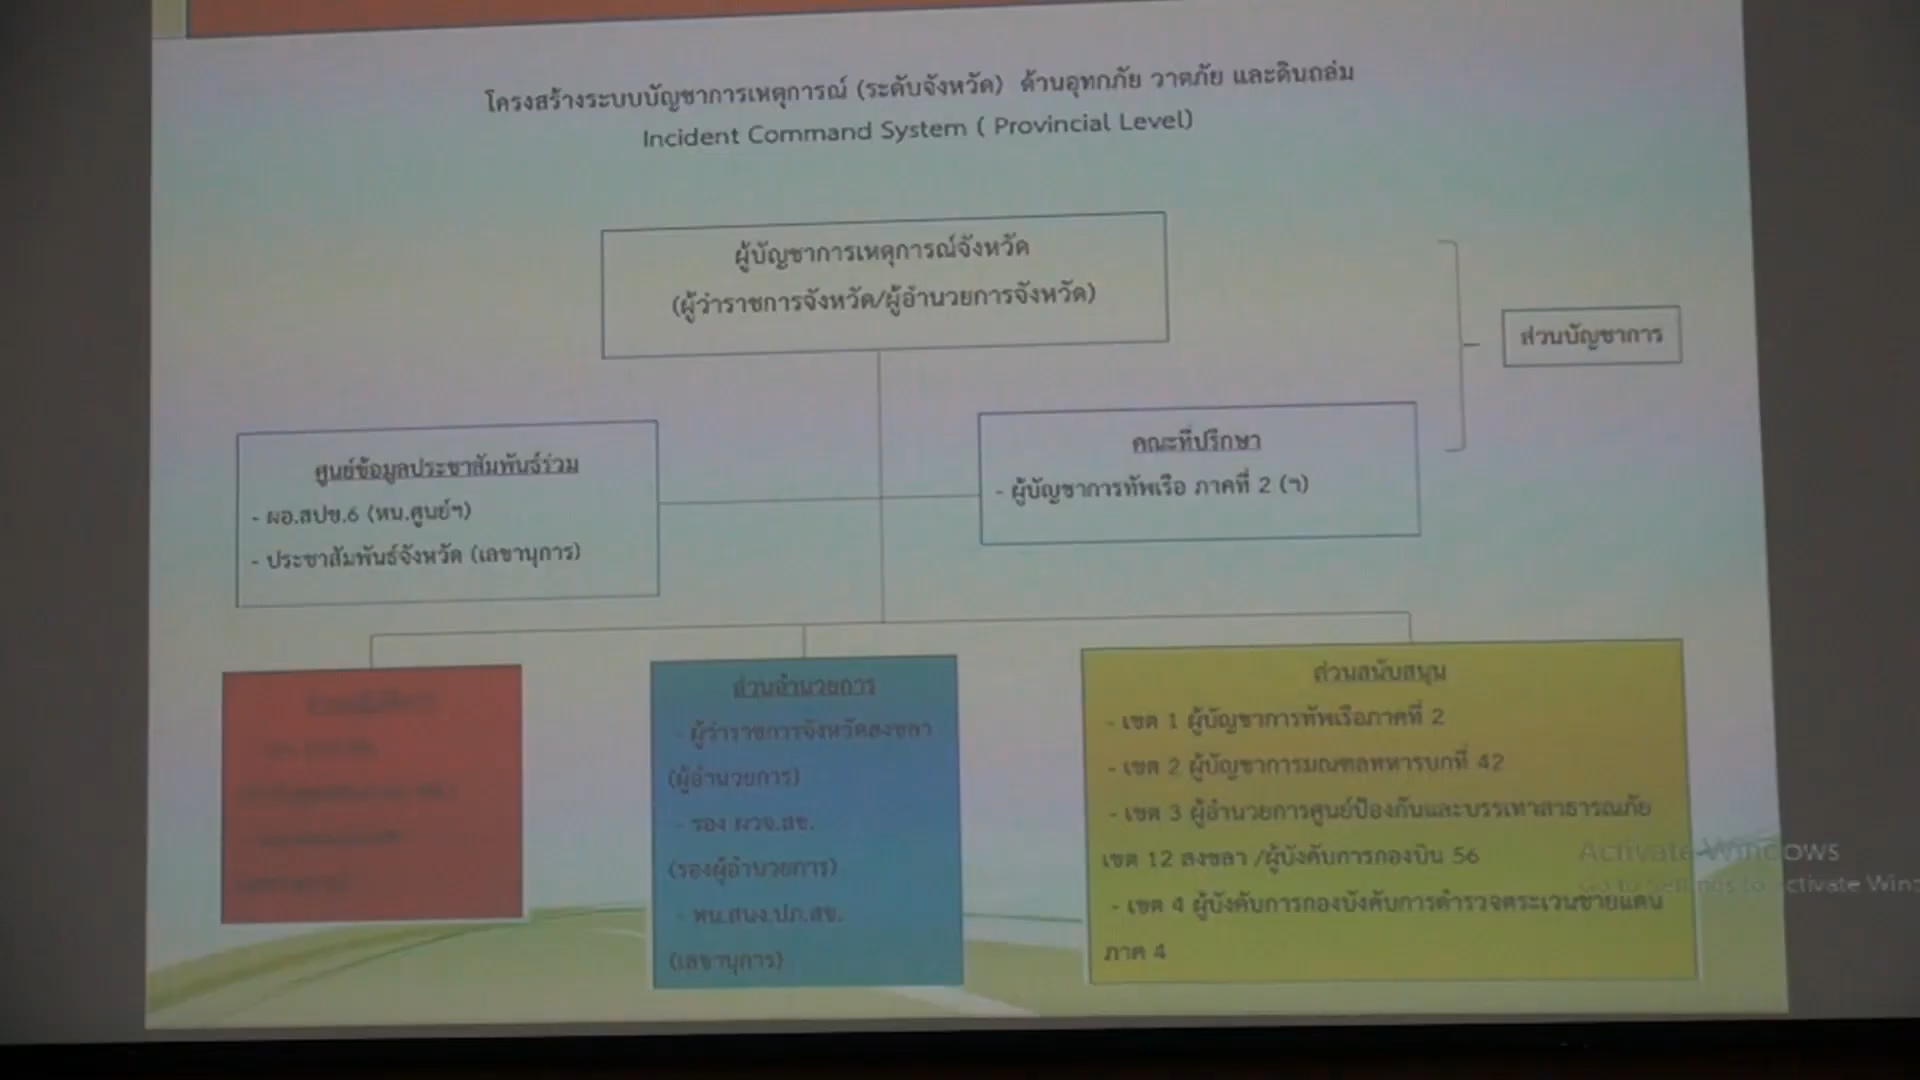 โครงสร้างระบบบัญชาการเหตุการณ์ (ระดับจังหวัด) ด้านอุทกภัย วาตภัย และดินถล่ม
Incident Command System ( Provincial Level)
ผู้บัญชาการเหตุการณ์จังหวัด
(ผู้ว่าราชการจังหวัด/ผู้อำนวยการจังหวัด)
ส่วนบัญชาการ
ศูนย์ข้อมูลประชาสัมพันธ์ร่วม
- ผอ.สปข.6 (หน.ศูนย์ฯ)
- ประชาสัมพันธ์จังหวัด (เลขานุการ)
คณะที่ปรึกษา
- ผู้บัญชาการทัพเรือ ภาคที่ 2 (ฯ)
ส่วนอำนวยการ
- ผู้ว่าราชการจังหวัดสงขลา
(ผู้อำนวยการ)
- รอง ผวจ.สข.
(รองผู้อำนวยการ)
- หน.สนง.ปภ.สข.
(เลขานุการ)
ส่วนสนับสนุน
- เขต 1 ผู้บัญชาการทัพเรือภาคที่ 2
- เขต 2 ผู้บัญชาการมณฑลทหารบกที่ 42
- เขต 3 ผู้อำนวยการศูนย์ป้องกันและบรรเทาสาธารณภัย
เขต 12 สงขลา /ผู้บังคับการกองบิน 56
- เขต 4 ผู้บังคับการกองบังคับการตำรวจตระเวนชายแดน
ภาค 4
Activate Windows
Go to Settings to activate Wind